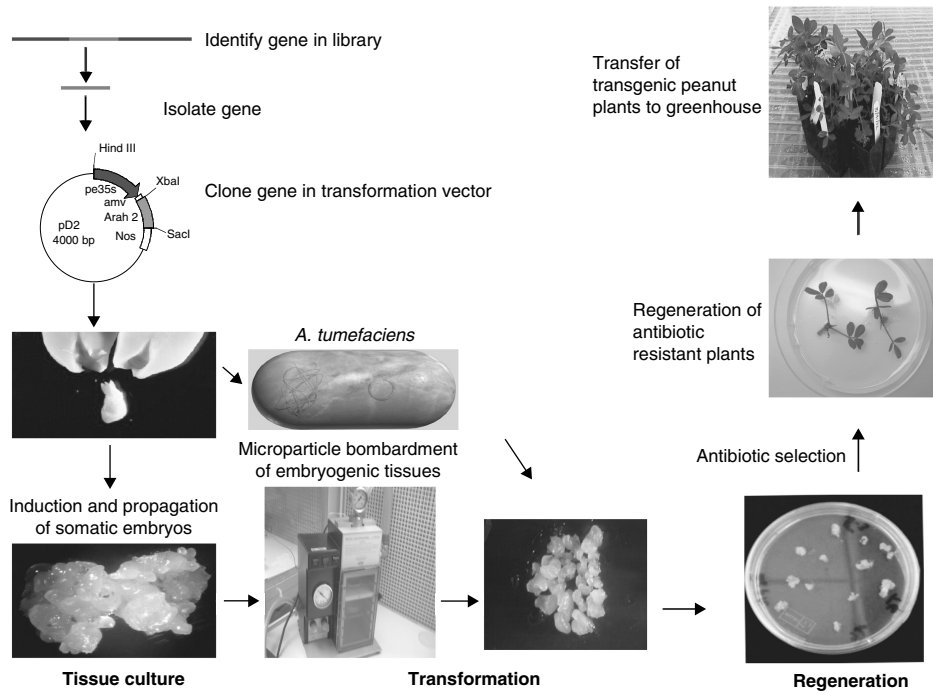 Identify gene in library
Isolate gene
Hind III
XbaI
pe35s
amv
Arah 2
Nos
SacI
pD2
4000 bp
Clone gene in transformation vector
A. tumefaciens
Microparticle bombardment
of embryogenic tissues
Induction and propagation
of somatic embryos
Tissue culture
Transformation
Regeneration
Antibiotic selection
Regeneration of
antibiotic
resistant plants
Transfer of
transgenic peanut
plants to greenhouse